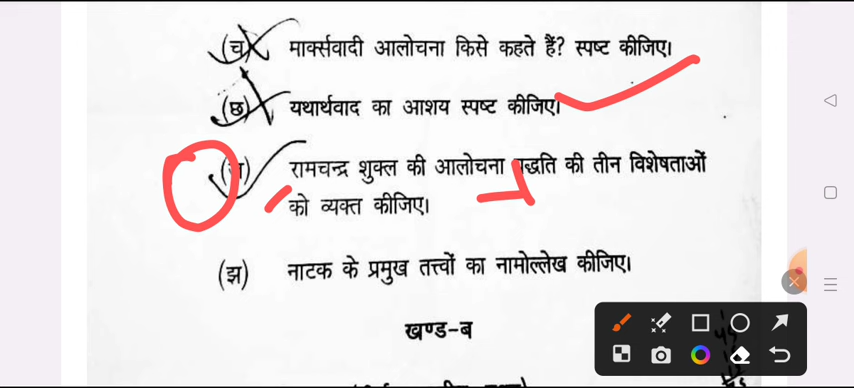 (च) मार्क्सवादी आलोचना किसे कहते हैं? स्पष्ट कीजिए।
(छ) यथार्थवाद का आशय स्पष्ट कीजिए।
रामचन्द्र शुक्ल की आलोचना पद्धति की तीन विशेषताओं
को व्यक्त कीजिए।
(झ) नाटक के प्रमुख तत्त्वों का नामोल्लेख कीजिए।
खण्ड-ब